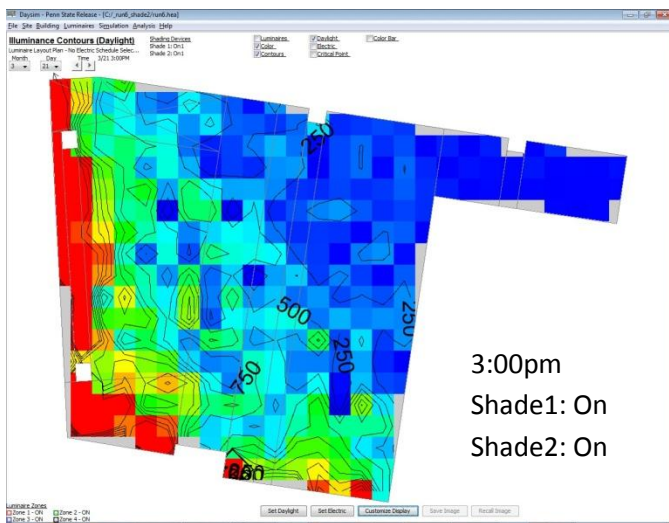 Daysim - Penn State Release - [C:/_run6_shade2/run6.hea]
File Site Building Luminaires Simulation Analysis Help
Illuminance Contours (Daylight)
Luminaire Layout Plan - No Electric Schedule Selec...
Month Day Time 3/21 3:00PM
3 21 < >
Shading Devices
Shade 1: On1
Shade 2: On1
Luminaires Daylight Color Bar
Color Electric
Contours Critical Point
250
500
250
250
750
3:00pm
Shade1: On
Shade2: On
Luminaire Zones
Zone 1 - ON Zone 2 - ON
Zone 3 - ON Zone 4 - ON
Set Daylight Set Electric Customize Display Save Image Recall Image